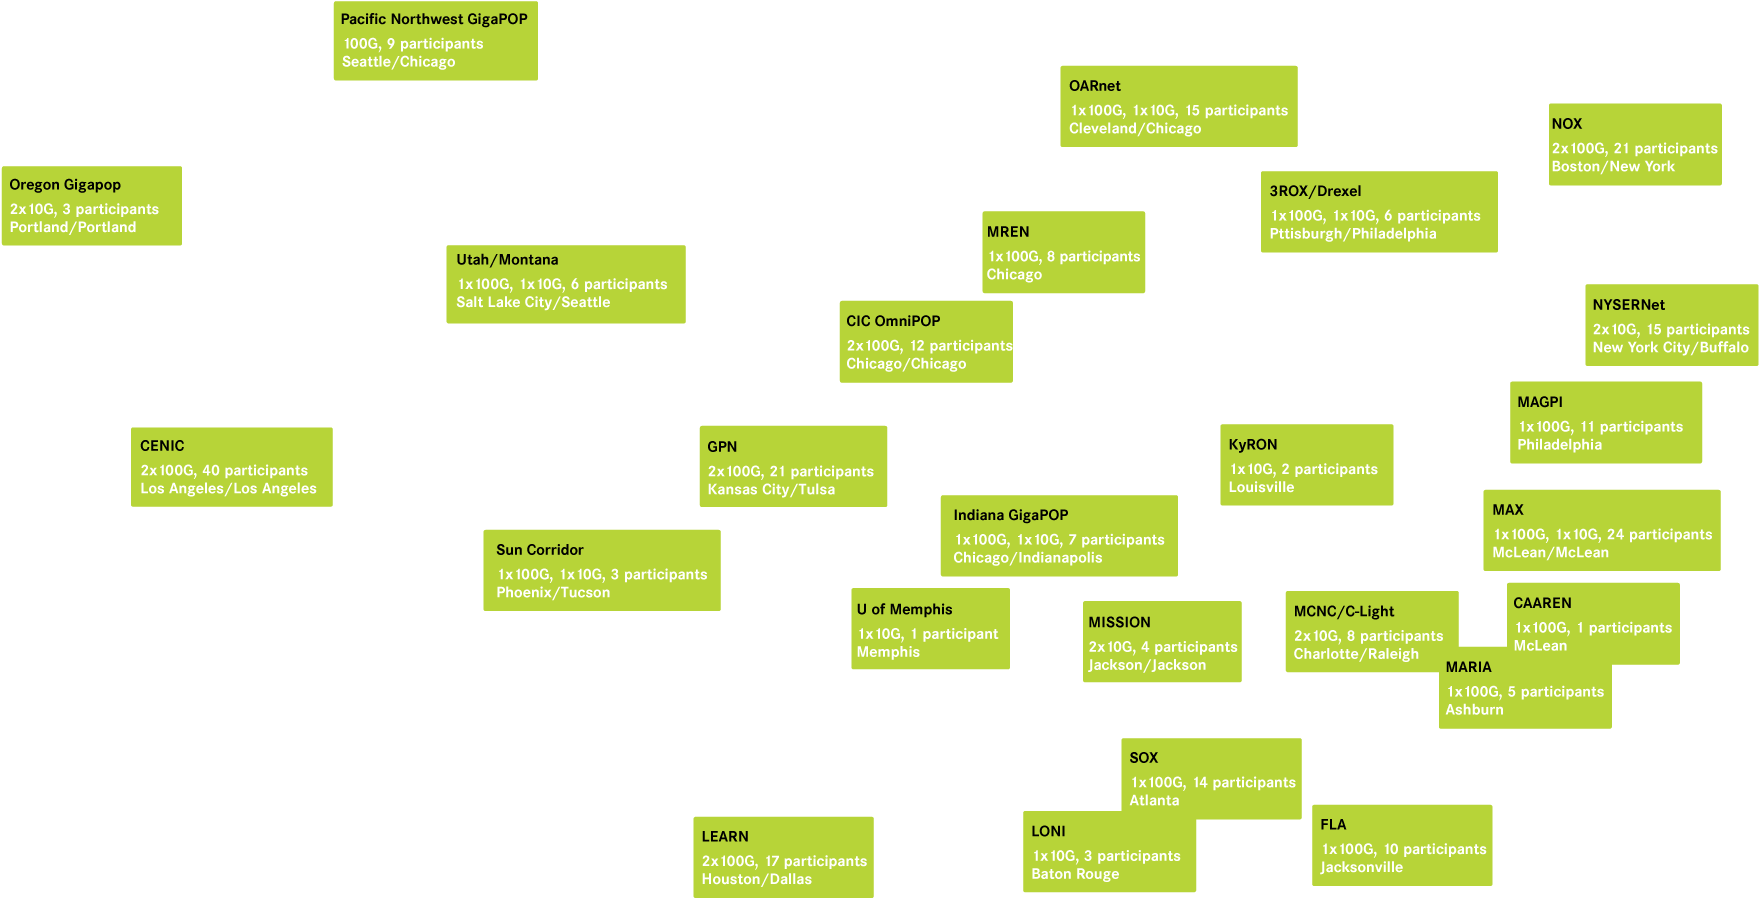 Pacific Northwest GigaPOP
100G, 9 participants
Seattle/Chicago
OARnet
1x100G, 1x10G, 15 participants
Cleveland/Chicago
NOX
2x100G, 21 participants
Boston/New York
Oregon Gigapop
2x10G, 3 participants
Portland/Portland
3ROX/Drexel
1x100G, 1x10G, 6 participants
Pttisburgh/Philadelphia
MREN
1x100G, 8 participants
Chicago
Utah/Montana
1x100G, 1x10G, 6 participants
Salt Lake City/Seattle
NYSERNet
2x10G, 15 participants
New York City/Buffalo
CIC OmniPOP
2x100G, 12 participants
Chicago/Chicago
MAGPI
1x100G, 11 participants
Philadelphia
CENIC
2x100G, 40 participants
Los Angeles/Los Angeles
GPN
2x100G, 21 participants
Kansas City/Tulsa
KyRON
1x10G, 2 participants
Louisville
Indiana GigaPOP
1x100G, 1x10G, 7 participants
Chicago/Indianapolis
MAX
1x100G, 1x10G, 24 participants
McLean/McLean
Sun Corridor
1x100G, 1x10G, 3 participants
Phoenix/Tucson
U of Memphis
1x10G, 1 participant
Memphis
MISSION
2x10G, 4 participants
Jackson/Jackson
MCNC/C-Light
2x10G, 8 participants
Charlotte/Raleigh
CAAREN
1x100G, 1 participants
McLean
MARIA
1x100G, 5 participants
Ashburn
SOX
1x100G, 14 participants
Atlanta
LEARN
2x100G, 17 participants
Houston/Dallas
LONI
1x10G, 3 participants
Baton Rouge
FLA
1x100G, 10 participants
Jacksonville